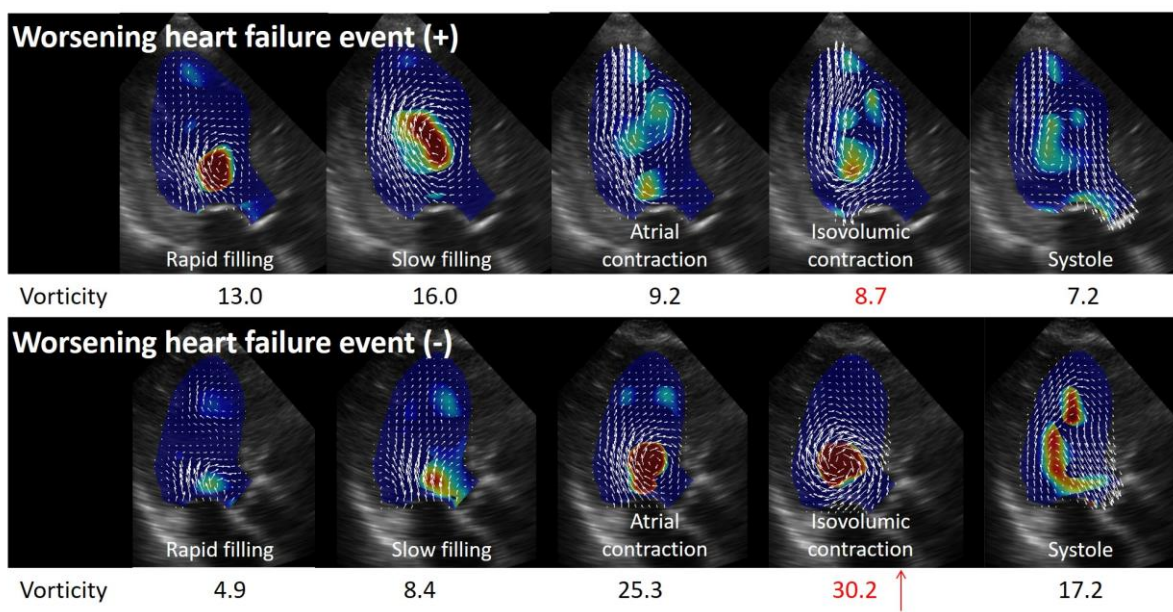 Worsening heart failure event (+)
Rapid filling
Slow filling
Atrial
contraction
Isovolumic
contraction
Systole
Vorticity 13.0 16.0 9.2 8.7 7.2
Worsening heart failure event (-)
Rapid filling
Slow filling
Atrial
contraction
Isovolumic
contraction
Systole
Vorticity 4.9 8.4 25.3 30.2 17.2